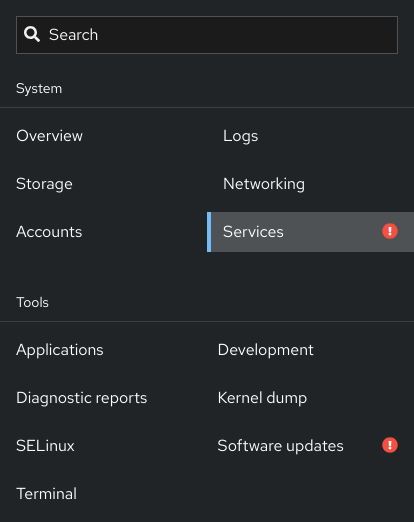 Search
System
Overview
Logs
Storage
Networking
Accounts
Services
Tools
Applications
Development
Diagnostic reports
Kernel dump
SELinux
Software updates
Terminal